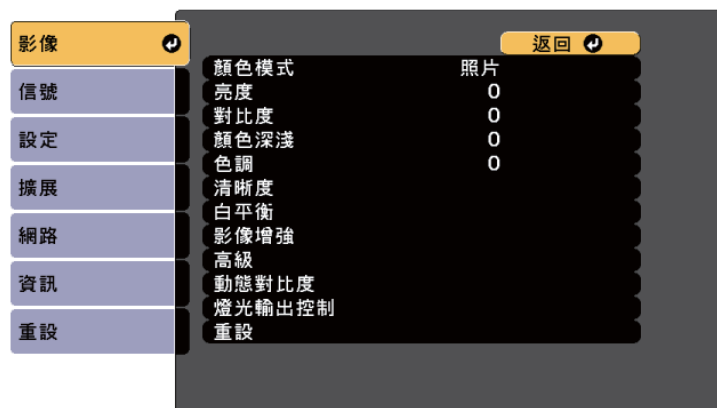 影像
信號
設定
擴展
網路
資訊
重設
返回
顏色模式 照片
亮度 0
對比度 0
顏色深淺 0
色調 0
清晰度
白平衡
影像增強
高級
動態對比度
燈光輸出控制
重設